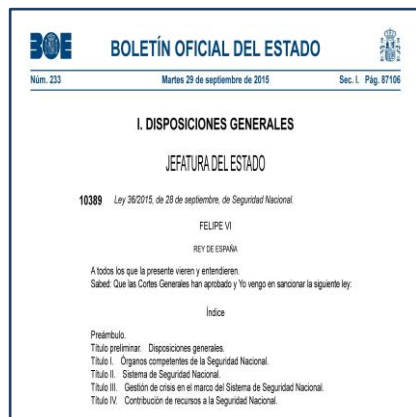 BOE
BOLETÍN OFICIAL DEL ESTADO
Núm. 233
Martes 29 de septiembre de 2015
Sec. I. Pág. 87106
I. DISPOSICIONES GENERALES
JEFATURA DEL ESTADO
10389 Ley 36/2015, de 28 de septiembre, de Seguridad Nacional.
FELIPE VI
REY DE ESPAÑA
A todos los que la presente vieren y entendieren.
Sabed: Que las Cortes Generales han aprobado y Yo vengo en sancionar la siguiente ley:
Índice
Preámbulo.
Título preliminar. Disposiciones generales.
Título I. Órganos competentes de la Seguridad Nacional.
Título II. Sistema de Seguridad Nacional.
Título III. Gestión de crisis en el marco del Sistema de Seguridad Nacional.
Título IV. Contribución de recursos a la Seguridad Nacional.